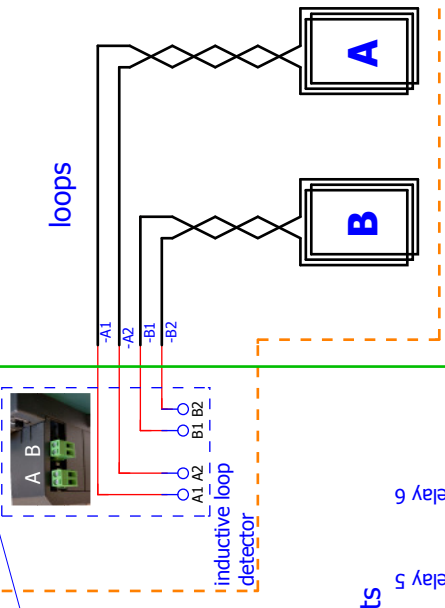 loops
A
B
-A1
-A2
-B1
-B2
A B
A1 A2 B1 B2
inductive loop
detector
elay 6
elay 5
ts